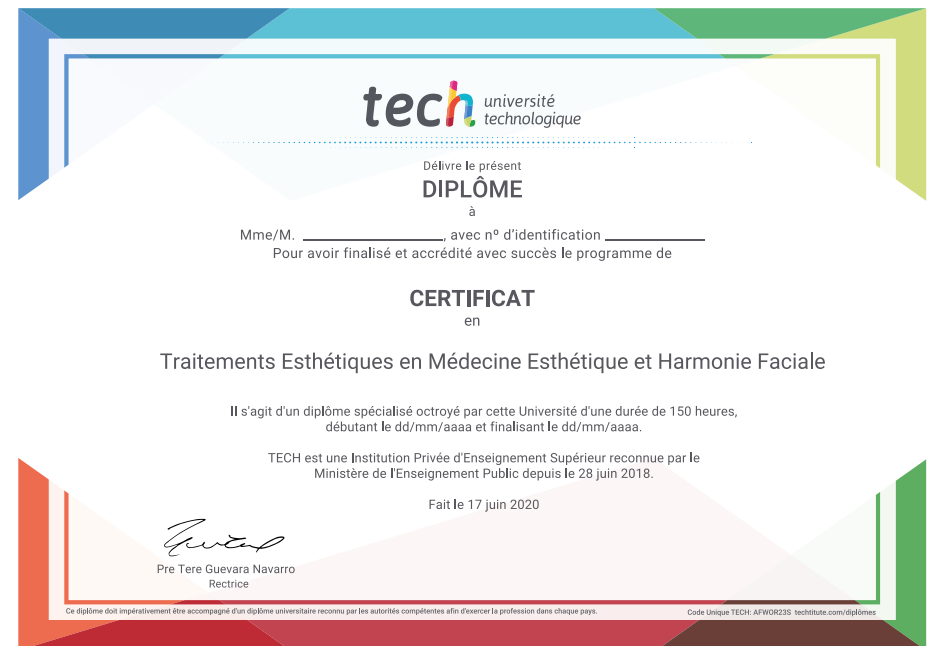 tech université
technologique
Délivre le présent
DIPLÔME
à
Mme/M. ____________________, avec nº d'identification ______________
Pour avoir finalisé et accrédité avec succès le programme de
CERTIFICAT
en
Traitements Esthétiques en Médecine Esthétique et Harmonie Faciale
Il s'agit d'un diplôme spécialisé octroyé par cette Université d'une durée de 150 heures,
débutant le dd/mm/aaaa et finalisant le dd/mm/aaaa.
TECH est une Institution Privée d'Enseignement Supérieur reconnue par le
Ministère de l'Enseignement Public depuis le 28 juin 2018.
Fait le 17 juin 2020
Pre Tere Guevara Navarro
Rectrice
Ce diplôme doit impérativement être accompagné d'un diplôme universitaire reconnu par les autorités compétentes afin d'exercer la profession dans chaque pays.
Code Unique TECH: AFWOR23S techtitute.com/diplômes